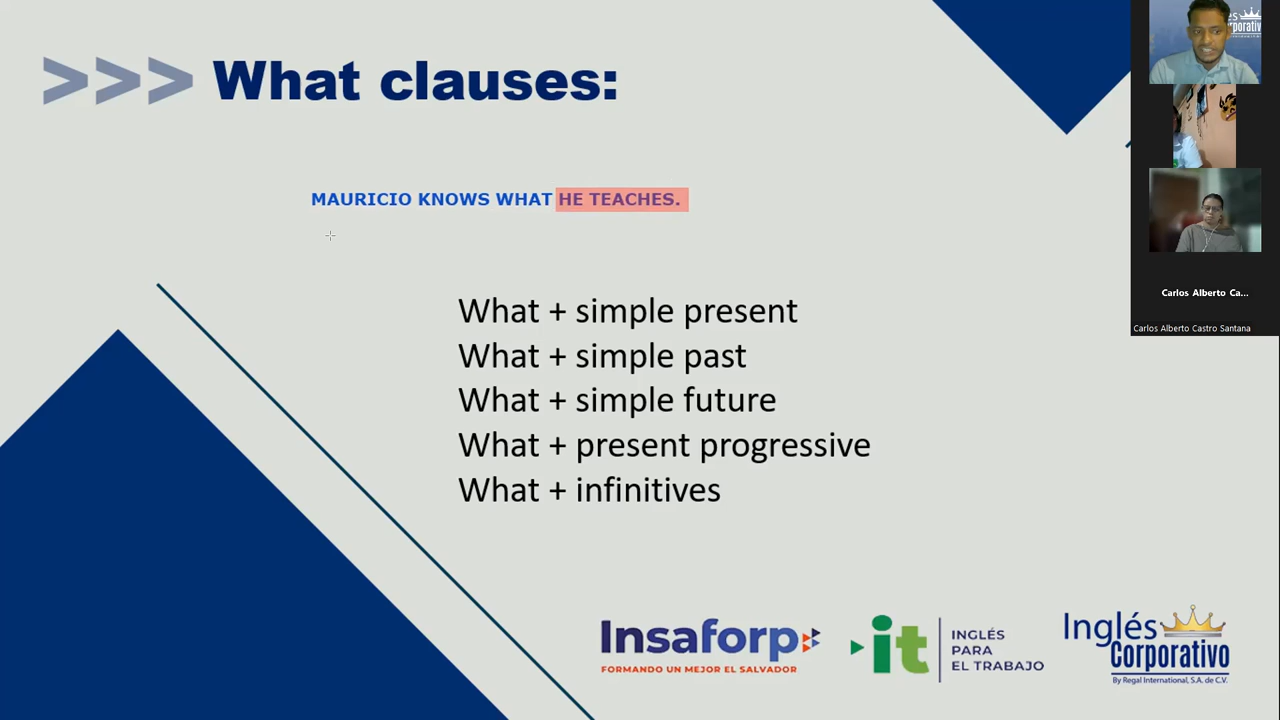 >>> What clauses:
MAURICIO KNOWS WHAT HE TEACHES.
What + simple present
What + simple past
What + simple future
What + present progressive
What + infinitives
Insaforp
FORMANDO UN MEJOR EL SALVADOR
it
INGLÉS
PARA
EL TRABAJO
Inglés
Corporativo
By Regal International, S.A. de C.V.
Carlos Alberto Ca...
Carlos Alberto Castro Santana